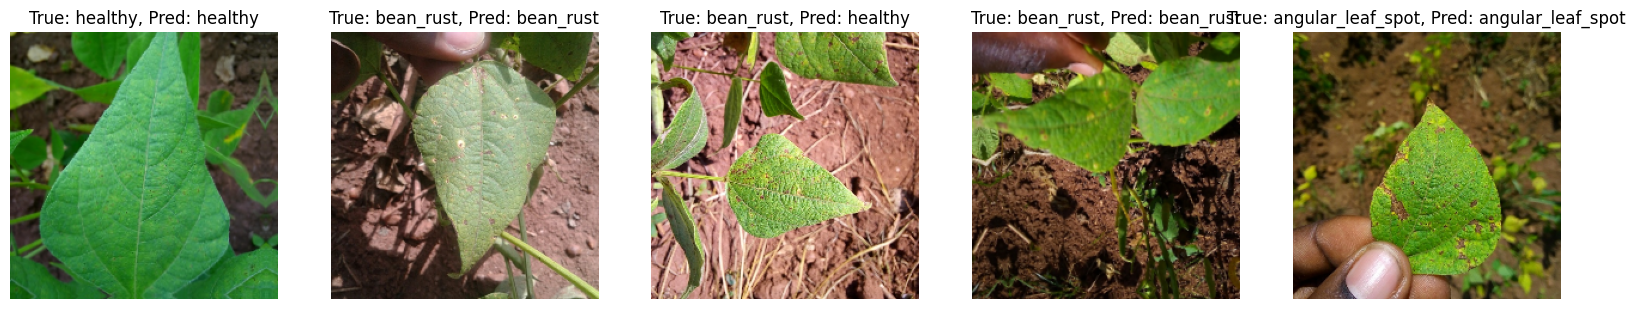 True: healthy, Pred: healthy
True: bean_rust, Pred: bean_rust
True: bean_rust, Pred: healthy
True: bean_rust, Pred: bean_rust
True: angular_leaf_spot, Pred: angular_leaf_spot